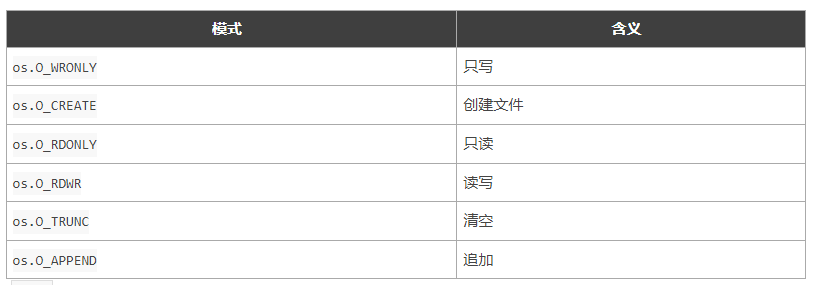 模式 含义
os.O_WRONLY 只写
os.O_CREATE 创建文件
os.O_RDONLY 只读
os.O_RDWR 读写
os.O_TRUNC 清空
os.O_APPEND 追加